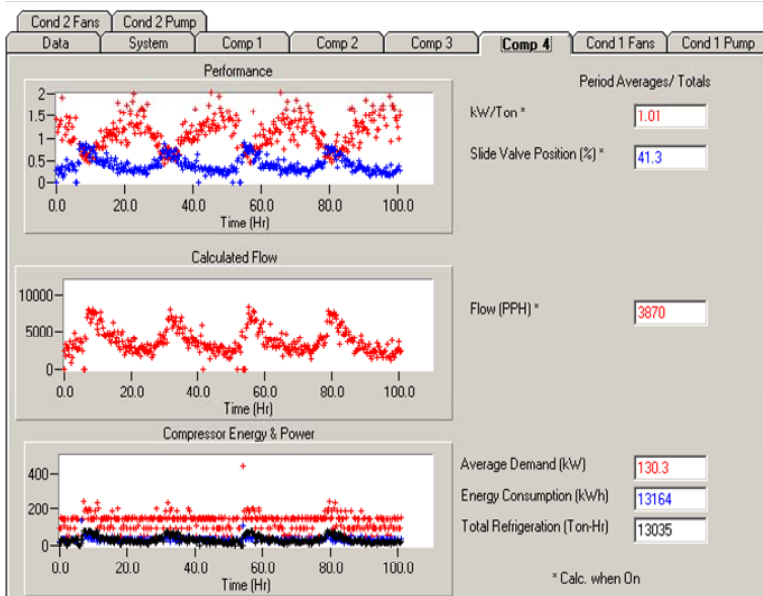 Cond 2 Fans Cond 2 Pump
Data System Comp 1 Comp 2 Comp 3 Comp 4 Cond 1 Fans Cond 1 Pump
Performance
Period Averages/ Totals
2
1.5
1
0.5
0
0.0 20.0 40.0 60.0 80.0 100.0
Time (Hr)
kW/Ton * 1.01
Slide Valve Position (%) * 41.3
Calculated Flow
10000
5000
0
0.0 20.0 40.0 60.0 80.0 100.0
Time (Hr)
Flow (PPH) * 3870
Compressor Energy & Power
400
200
0
0.0 20.0 40.0 60.0 80.0 100.0
Time (Hr)
Average Demand (kW) 130.3
Energy Consumption (kWh) 13164
Total Refrigeration (Ton-Hr) 13035
* Calc. when On